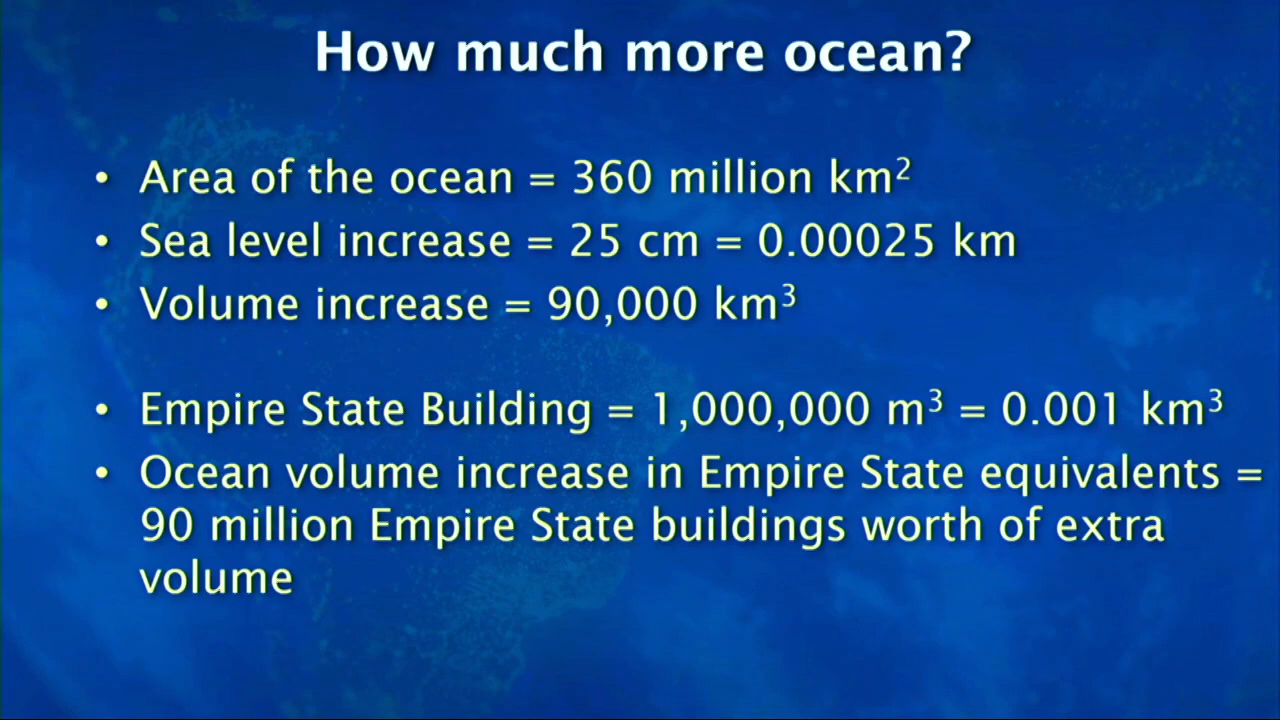 How much more ocean?
• Area of the ocean = 360 million km²
• Sea level increase = 25 cm = 0.00025 km
• Volume increase = 90,000 km³
• Empire State Building = 1,000,000 m³ = 0.001 km³
• Ocean volume increase in Empire State equivalents =
90 million Empire State buildings worth of extra
volume